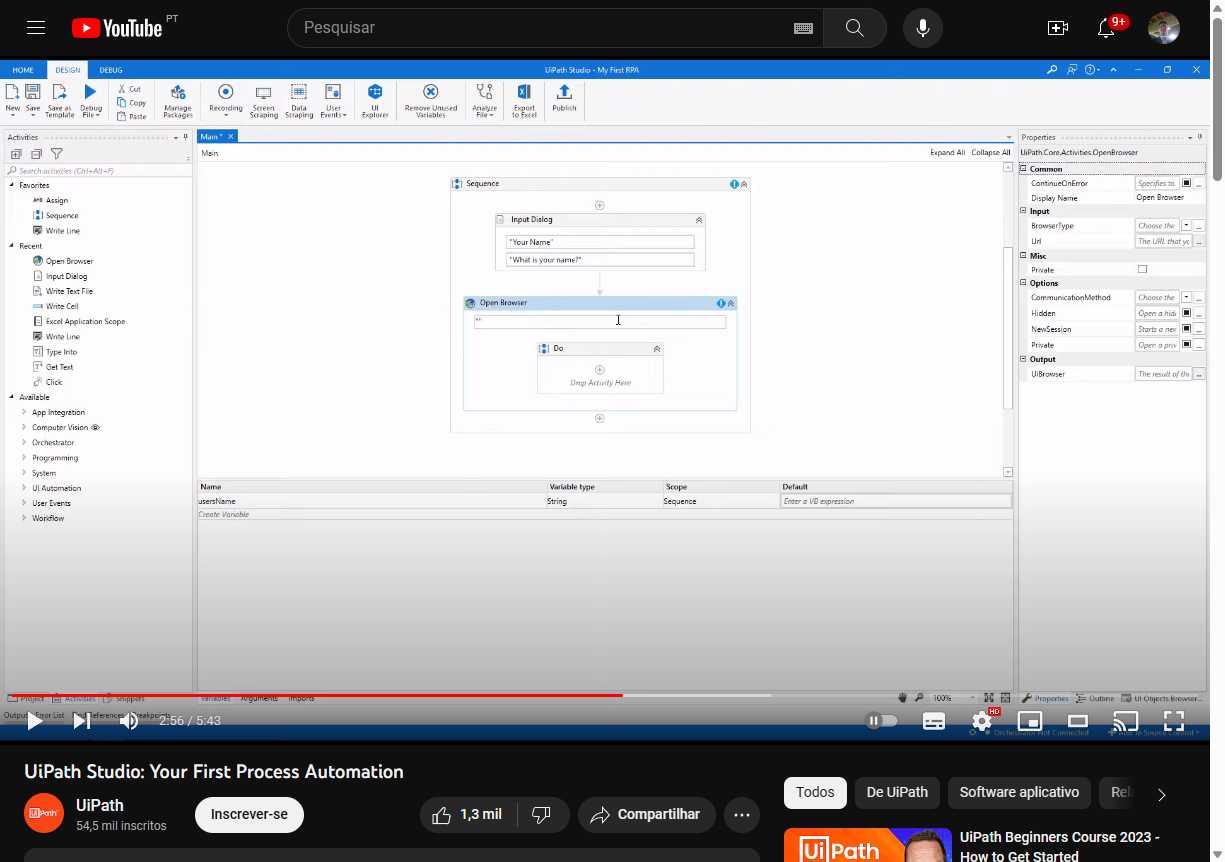 YouTube PT
Pesquisar
9+
HOME DESIGN DEBUG
UiPath Studio - My First RPA
New
Save
Save as Template
Debug File
Cut
Copy
Paste
Manage Packages
Recording
Screen Scraping
Data Scraping
User Events
UI Explorer
Remove Unused Variables
Analyze File
Export to Excel
Publish
Activities
Search activities (Ctrl+Alt+F)
Favorites
Assign
Sequence
Write Line
Recent
Open Browser
Input Dialog
Write Text File
Write Cell
Excel Application Scope
Write Line
Type Into
Get Text
Click
Available
App Integration
Computer Vision
Orchestrator
Programming
System
UI Automation
User Events
Workflow
Main *
Main
Expand All Collapse All
Sequence
Input Dialog
"Your Name"
"What is your name?"
Open Browser
""
Do
Drop Activity Here
Name Variable type Scope Default
usersName String Sequence Enter a VB expression
Create Variable
Properties
UiPath.Core.Activities.OpenBrowser
Common
ContinueOnError Specifies to
Display Name Open Browser
Input
BrowserType Choose the
Url The URL that yo
Misc
Private
Options
CommunicationMethod Choose the
Hidden Open a hid
NewSession Starts a nev
Private Open a priv
Output
UiBrowser The result of th
Project Activities Snippets
Variables Arguments Imports
100%
Properties Outline UI Objects Browser...
Output Error List Find References Breakpoints
Orchestrator Not Connected Add to Source Control
2:56 / 5:43
HD
UiPath Studio: Your First Process Automation
UiPath
UiPath
54,5 mil inscritos
Inscrever-se
1,3 mil
Compartilhar
Todos De UiPath Software aplicativo Rel
UiPath
UiPath Beginners Course 2023 -
How to Get Started